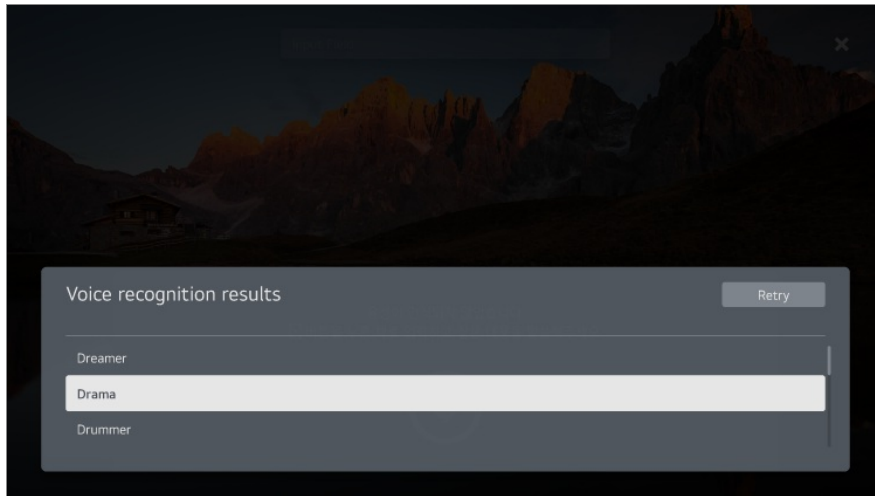 Voice recognition results
Retry
Dreamer
Drama
Drummer